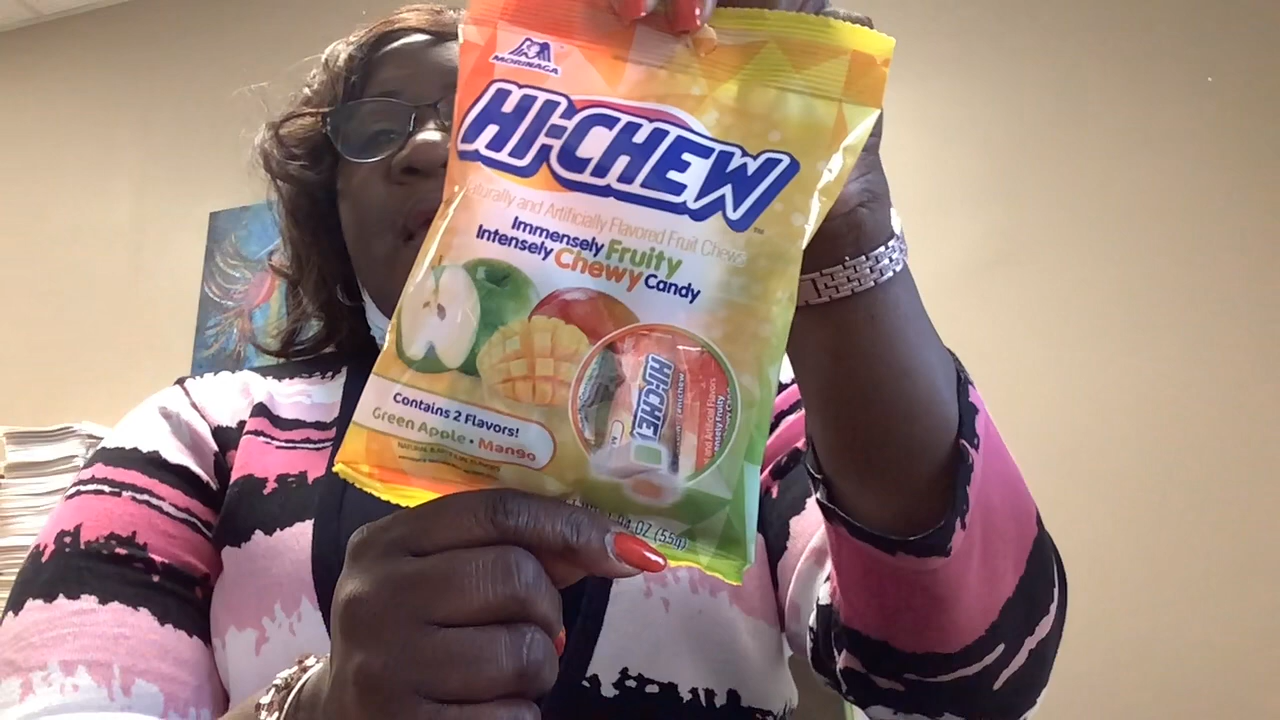 MORINAGA
HI-CHEW
Naturally and Artificially Flavored Fruit Chews
Immensely Fruity
Intensely Chewy Candy
HI-CHEW
Contains 2 Flavors!
Green Apple • Mango
1.94 OZ (55g)